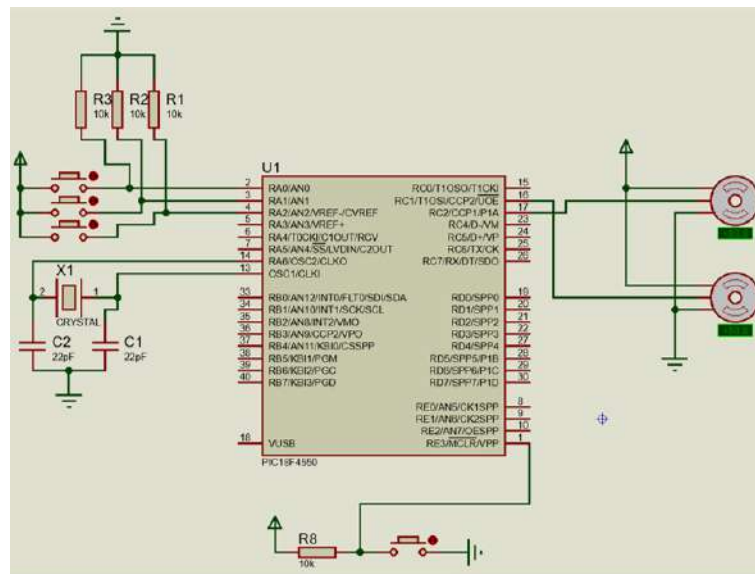 R3
10k
R2
10k
R1
10k
U1
2
3
4
5
6
7
14
13
RA0/AN0
RA1/AN1
RA2/AN2/VREF-/CVREF
RA3/AN3/VREF+
RA4/T0CKI/C1OUT/RCV
RA5/AN4/SS/LVDIN/C2OUT
RA6/OSC2/CLKO
OSC1/CLKI
33
34
35
36
37
38
39
40
RB0/AN12/INT0/FLT0/SDI/SDA
RB1/AN10/INT1/SCK/SCL
RB2/AN8/INT2/VMO
RB3/AN9/CCP2/VPO
RB4/AN11/KBI0/CSSPP
RB5/KBI1/PGM
RB6/KBI2/PGC
RB7/KBI3/PGD
18
VUSB
PIC18F4550
RC0/T1OSO/T1CKI
RC1/T1OSI/CCP2/UOE
RC2/CCP1/P1A
RC4/D-/VM
RC5/D+/VP
RC6/TX/CK
RC7/RX/DT/SDO
15
16
17
23
24
25
26
RD0/SPP0
RD1/SPP1
RD2/SPP2
RD3/SPP3
RD4/SPP4
RD5/SPP5/P1B
RD6/SPP6/P1C
RD7/SPP7/P1D
19
20
21
22
27
28
29
30
RE0/AN5/CK1SPP
RE1/AN6/CK2SPP
RE2/AN7/OESPP
RE3/MCLR/VPP
8
9
10
1
X1
2
1
CRYSTAL
C2
22pF
C1
22pF
R8
10k